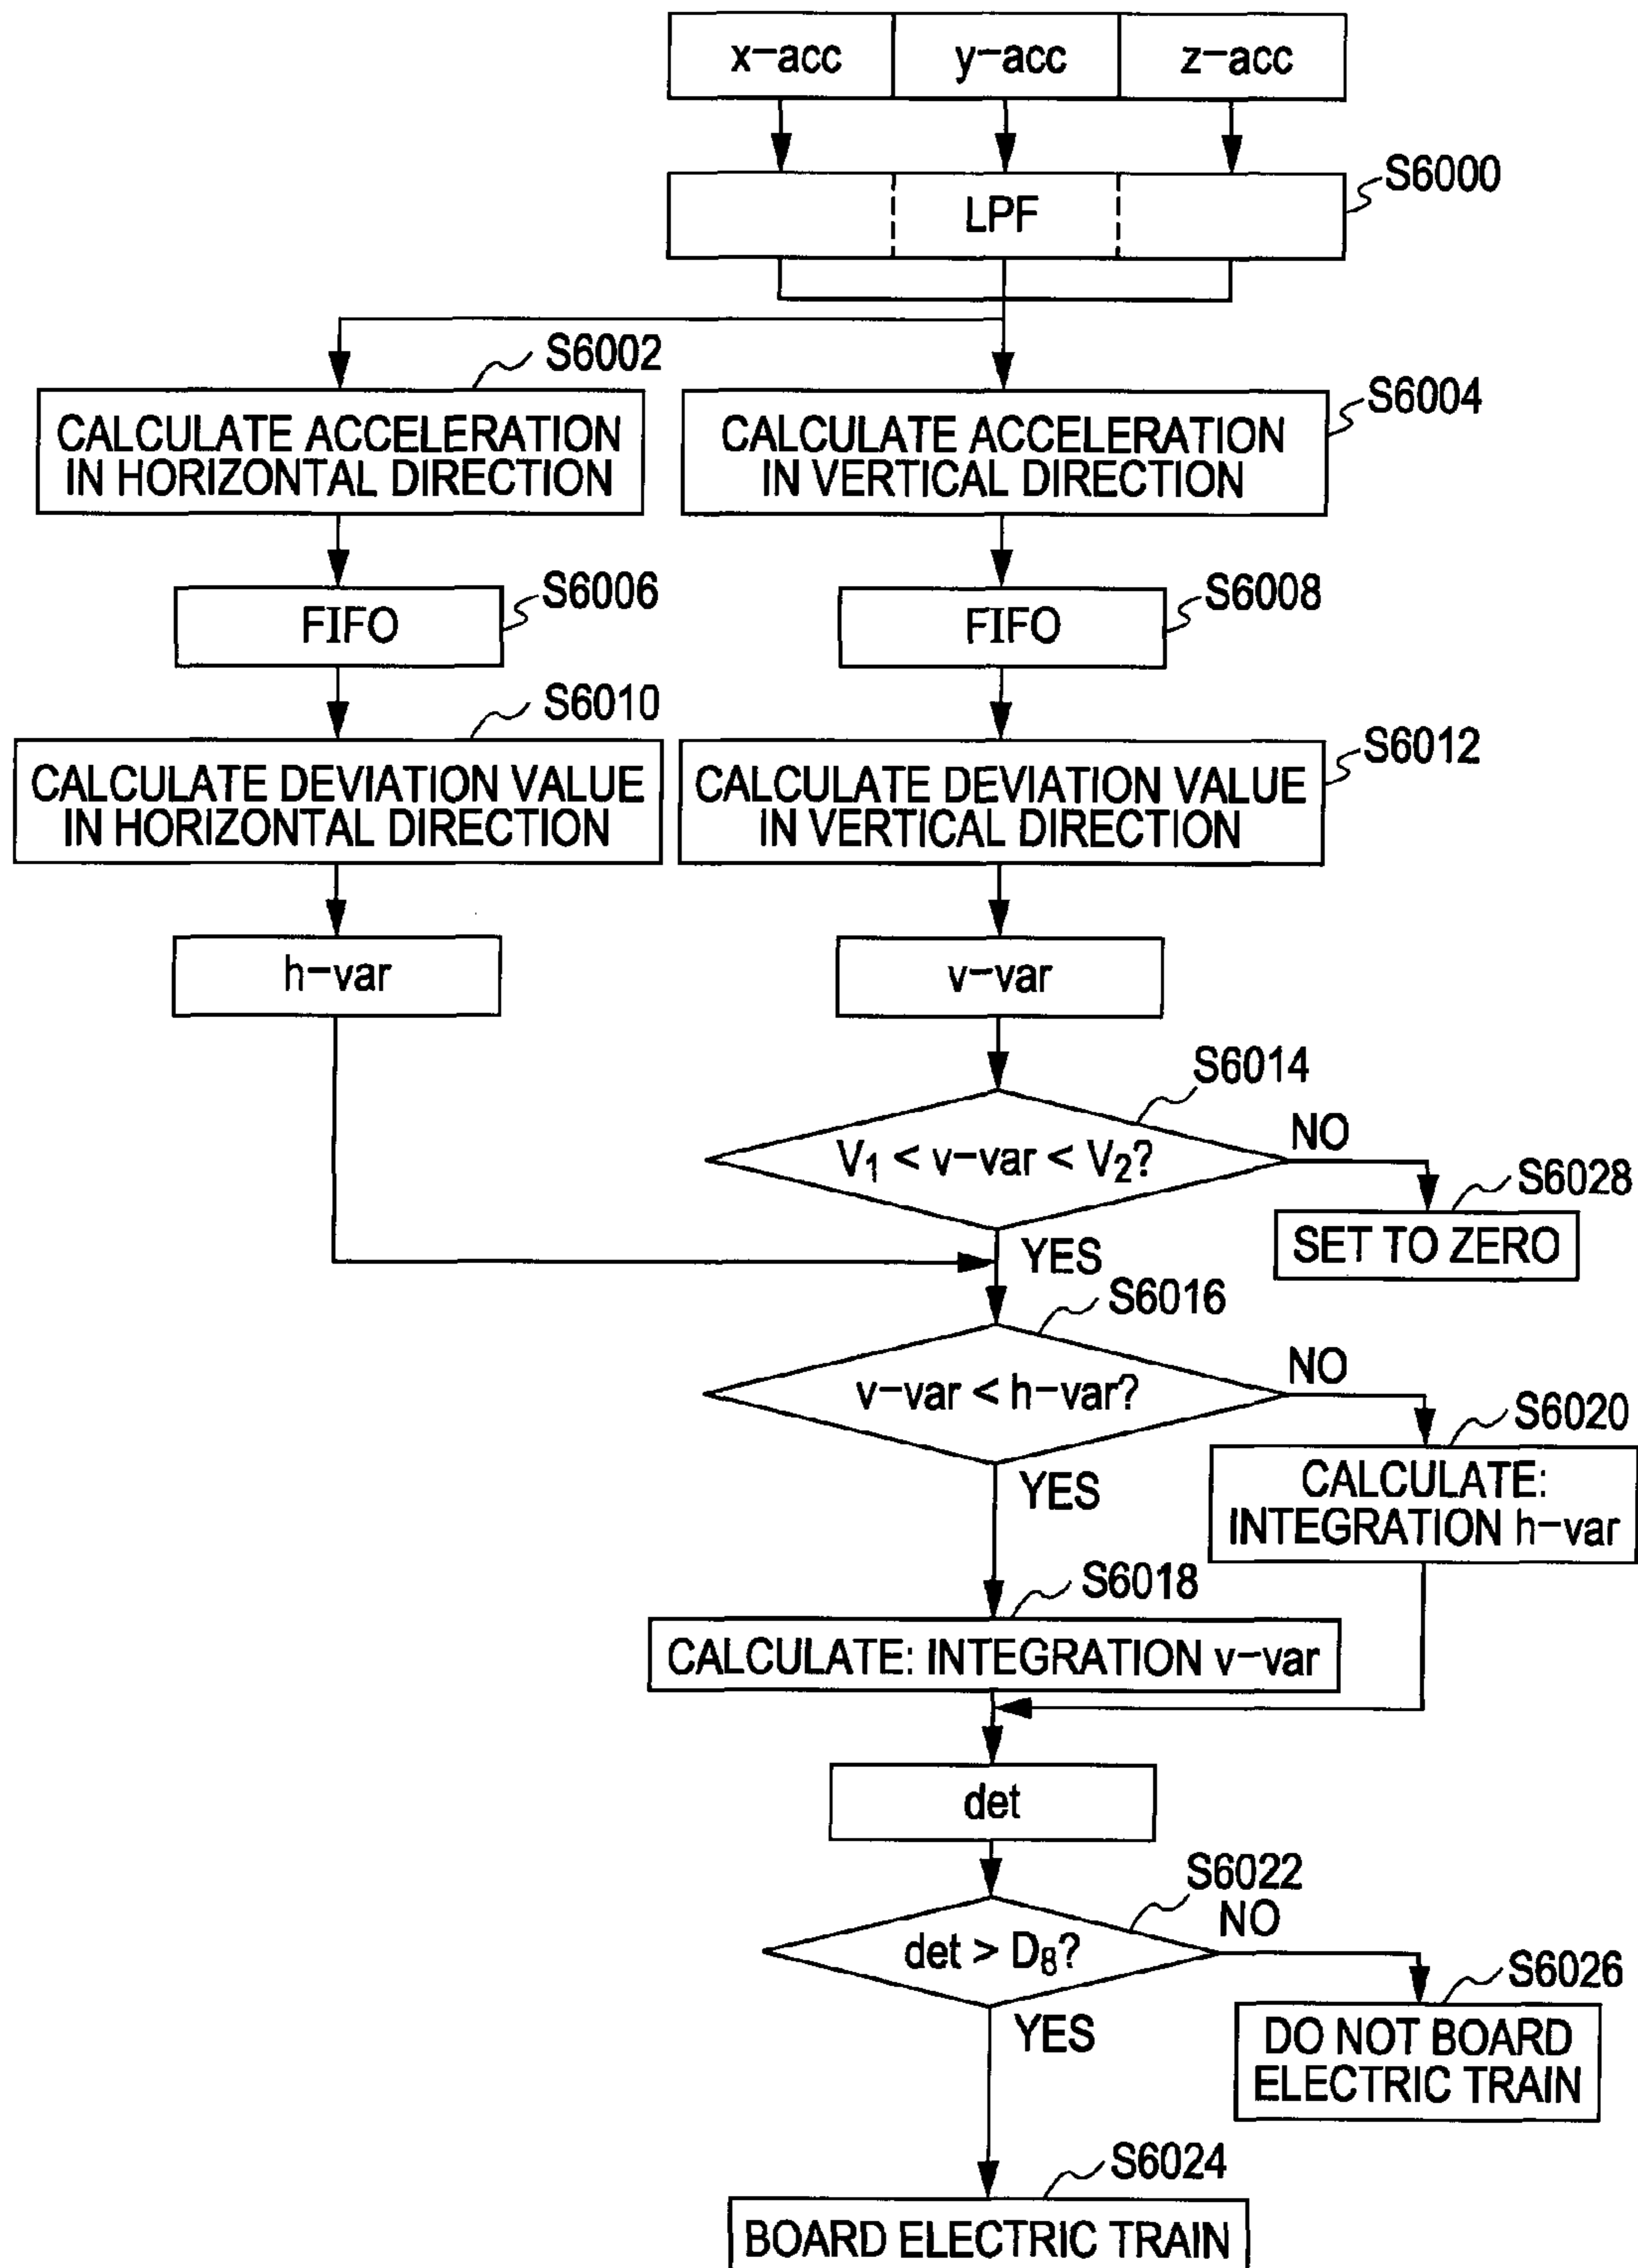 x-acc
y-acc
z-acc
S6000
LPF
S6002
S6004
CALCULATE ACCELERATION
IN HORIZONTAL DIRECTION
CALCULATE ACCELERATION
IN VERTICAL DIRECTION
S6006
S6008
FIFO
FIFO
S6010
S6012
CALCULATE DEVIATION VALUE
IN HORIZONTAL DIRECTION
CALCULATE DEVIATION VALUE
IN VERTICAL DIRECTION
h-var
v-var
S6014
V1 < v-var < V2?
NO
S6028
SET TO ZERO
YES
S6016
v-var < h-var?
NO
S6020
CALCULATE:
INTEGRATION h-var
YES
S6018
CALCULATE: INTEGRATION v-var
det
S6022
NO
det > D8?
S6026
DO NOT BOARD
ELECTRIC TRAIN
YES
S6024
BOARD ELECTRIC TRAIN